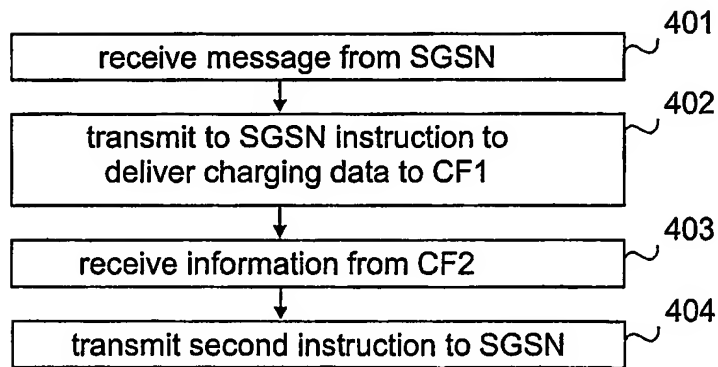 401
receive message from SGSN
402
transmit to SGSN instruction to
deliver charging data to CF1
403
receive information from CF2
404
transmit second instruction to SGSN